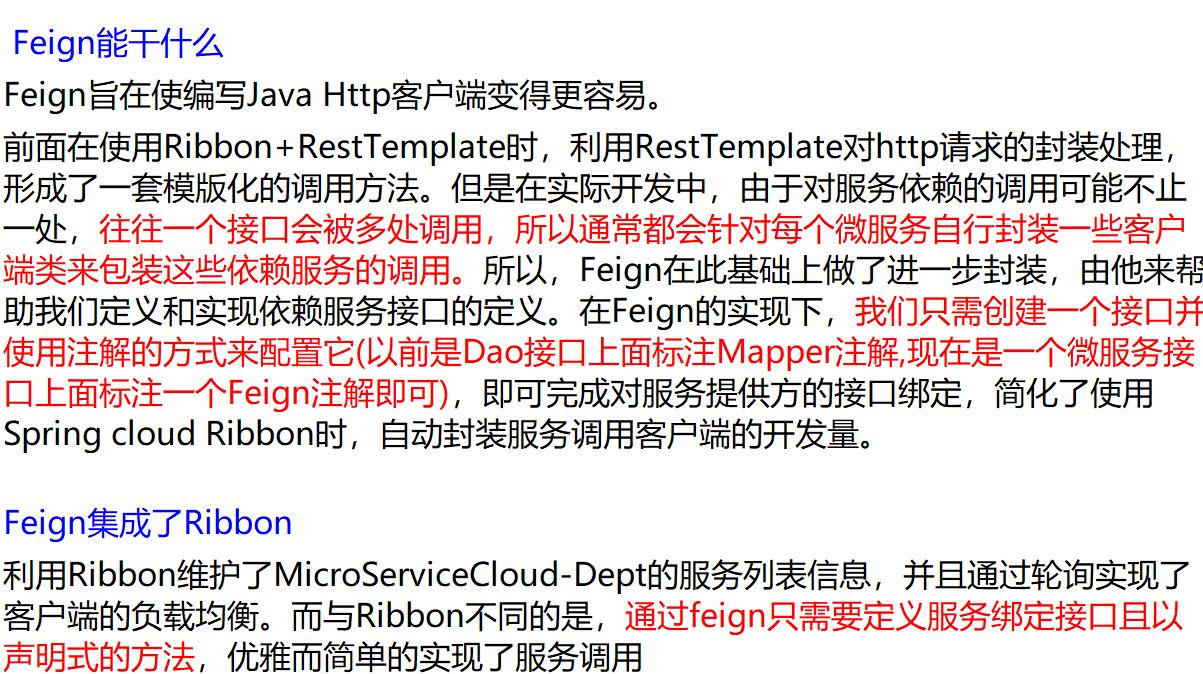 Feign能干什么
Feign旨在使编写Java Http客户端变得更容易。
前面在使用Ribbon+RestTemplate时，利用RestTemplate对http请求的封装处理，
形成了一套模版化的调用方法。但是在实际开发中，由于对服务依赖的调用可能不止
一处，往往一个接口会被多处调用，所以通常都会针对每个微服务自行封装一些客户
端类来包装这些依赖服务的调用。所以，Feign在此基础上做了进一步封装，由他来帮
助我们定义和实现依赖服务接口的定义。在Feign的实现下，我们只需创建一个接口并
使用注解的方式来配置它(以前是Dao接口上面标注Mapper注解,现在是一个微服务接
口上面标注一个Feign注解即可)，即可完成对服务提供方的接口绑定，简化了使用
Spring cloud Ribbon时，自动封装服务调用客户端的开发量。
Feign集成了Ribbon
利用Ribbon维护了MicroServiceCloud-Dept的服务列表信息，并且通过轮询实现了
客户端的负载均衡。而与Ribbon不同的是，通过feign只需要定义服务绑定接口且以
声明式的方法，优雅而简单的实现了服务调用